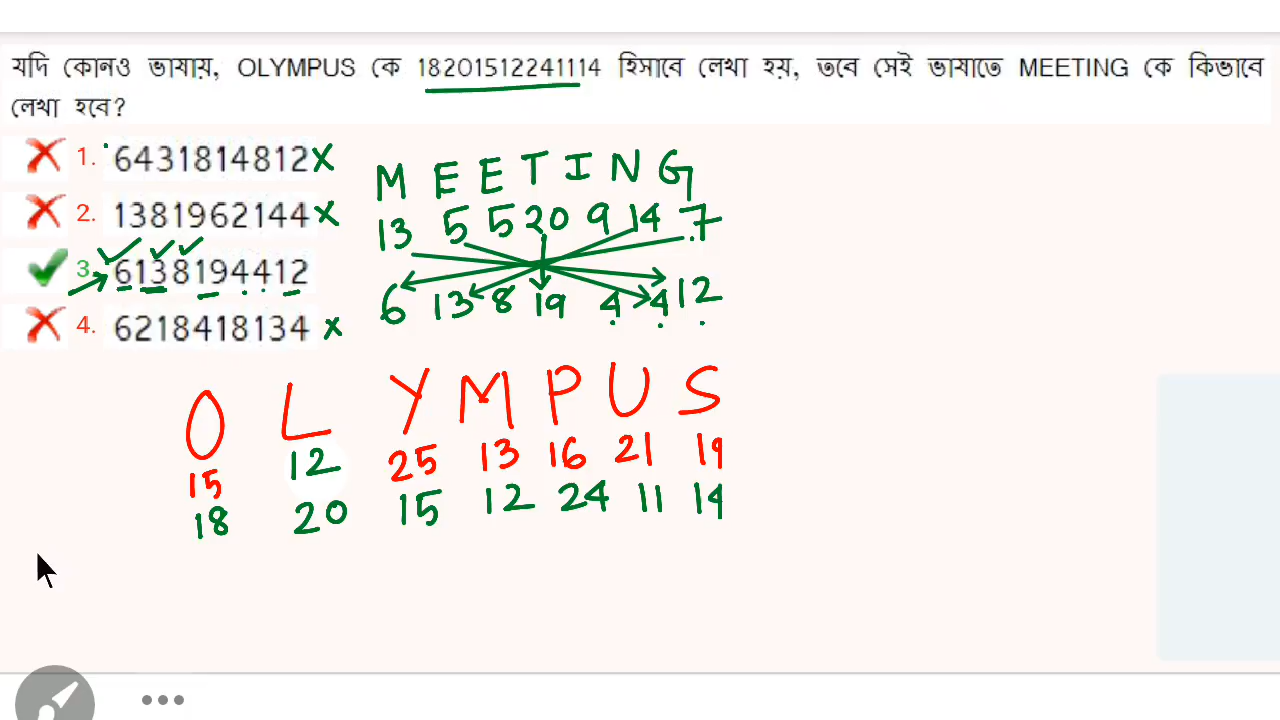 যদি কোনও ভাষায়, OLYMPUS কে 18201512241114 হিসাবে লেখা হয়, তবে সেই ভাষাতে MEETING কে কিভাবে
লেখা হবে?
1. 6431814812 X
2. 1381962144 X
3. 6138194412
4. 6218418134 x
M E E T I N G
13 5 5 20 9 14 7
6 13 8 19 4 4 12
O L Y M P U S
15 12 25 13 16 21 19
18 20 15 12 24 11 14